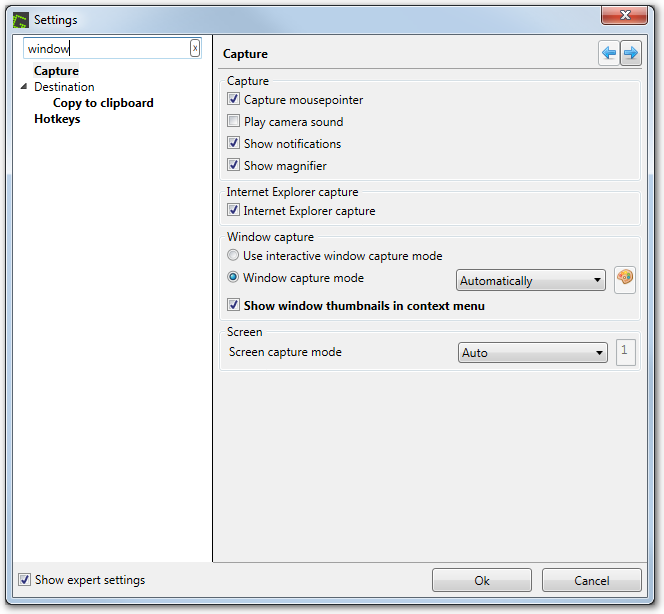 Settings
window
x
Capture
Destination
Copy to clipboard
Hotkeys
Capture
Capture
Capture mousepointer
Play camera sound
Show notifications
Show magnifier
Internet Explorer capture
Internet Explorer capture
Window capture
Use interactive window capture mode
Window capture mode Automatically
Show window thumbnails in context menu
Screen
Screen capture mode Auto 1
Show expert settings Ok Cancel